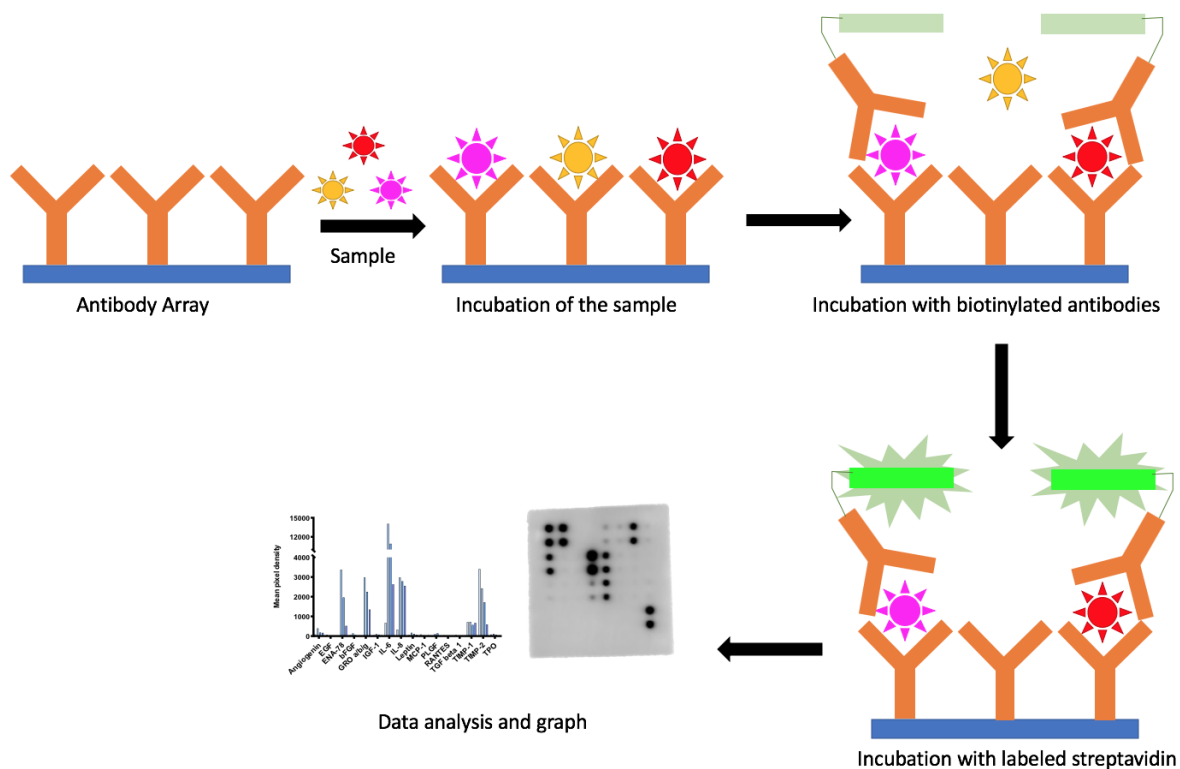 Sample
Antibody Array
Incubation of the sample
Incubation with biotinylated antibodies
Mean pixel density
15000
12000
4000
3000
2000
1000
0
Angiogenin
EGF
ENA-78
bFGF
GRO a/b/g
IGF-1
IL-6
IL-8
Leptin
MCP-1
PLGF
RANTES
TGF beta 1
TIMP-1
TIMP-2
TPO
Data analysis and graph
Incubation with labeled streptavidin